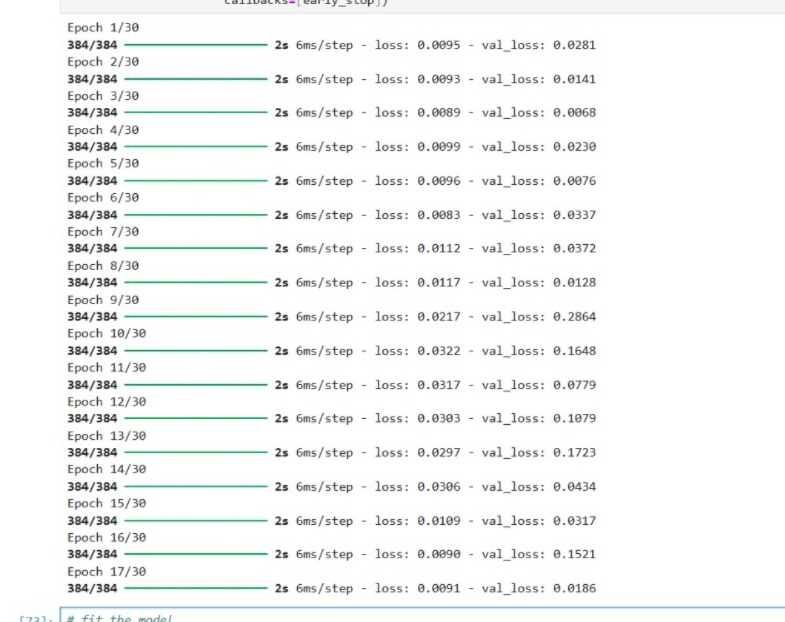 callbacks=[early_stop])
Epoch 1/30
384/384 2s 6ms/step - loss: 0.0095 - val_loss: 0.0281
Epoch 2/30
384/384 2s 6ms/step - loss: 0.0093 - val_loss: 0.0141
Epoch 3/30
384/384 2s 6ms/step - loss: 0.0089 - val_loss: 0.0068
Epoch 4/30
384/384 2s 6ms/step - loss: 0.0099 - val_loss: 0.0230
Epoch 5/30
384/384 2s 6ms/step - loss: 0.0096 - val_loss: 0.0076
Epoch 6/30
384/384 2s 6ms/step - loss: 0.0083 - val_loss: 0.0337
Epoch 7/30
384/384 2s 6ms/step - loss: 0.0112 - val_loss: 0.0372
Epoch 8/30
384/384 2s 6ms/step - loss: 0.0117 - val_loss: 0.0128
Epoch 9/30
384/384 2s 6ms/step - loss: 0.0217 - val_loss: 0.2864
Epoch 10/30
384/384 2s 6ms/step - loss: 0.0322 - val_loss: 0.1648
Epoch 11/30
384/384 2s 6ms/step - loss: 0.0317 - val_loss: 0.0779
Epoch 12/30
384/384 2s 6ms/step - loss: 0.0303 - val_loss: 0.1079
Epoch 13/30
384/384 2s 6ms/step - loss: 0.0297 - val_loss: 0.1723
Epoch 14/30
384/384 2s 6ms/step - loss: 0.0306 - val_loss: 0.0434
Epoch 15/30
384/384 2s 6ms/step - loss: 0.0109 - val_loss: 0.0317
Epoch 16/30
384/384 2s 6ms/step - loss: 0.0090 - val_loss: 0.1521
Epoch 17/30
384/384 2s 6ms/step - loss: 0.0091 - val_loss: 0.0186
[73]: # fit the model